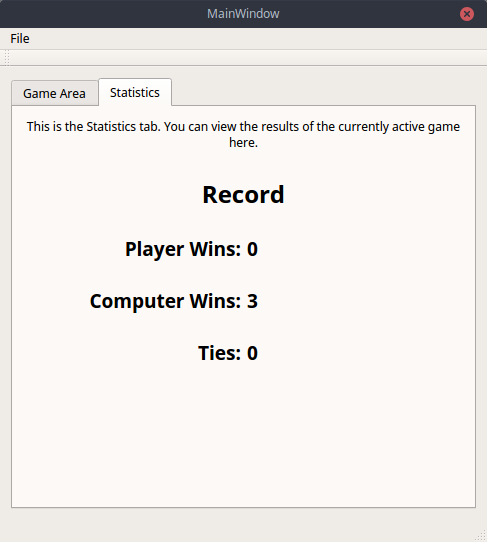 MainWindow
File
Game Area
Statistics
This is the Statistics tab. You can view the results of the currently active game
here.
Record
Player Wins: 0
Computer Wins: 3
Ties: 0